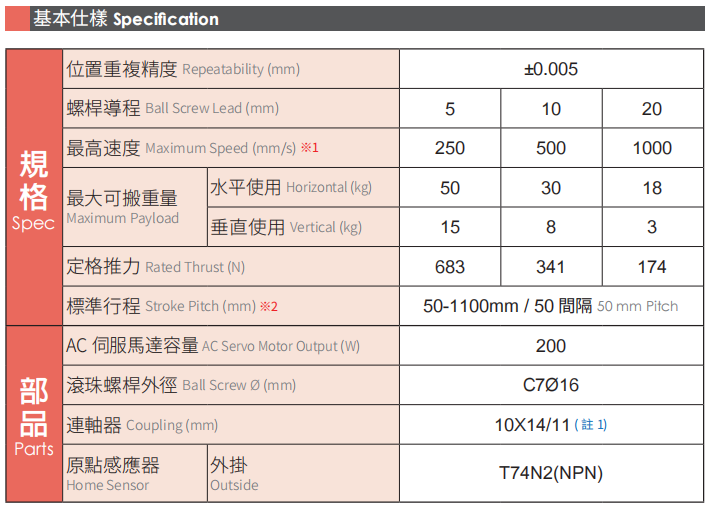 基本仕樣 Specification
規格 Spec
位置重複精度 Repeatability (mm) ±0.005
螺桿導程 Ball Screw Lead (mm) 5 10 20
最高速度 Maximum Speed (mm/s) ※1 250 500 1000
最大可搬重量 Maximum Payload
水平使用 Horizontal (kg) 50 30 18
垂直使用 Vertical (kg) 15 8 3
定格推力 Rated Thrust (N) 683 341 174
標準行程 Stroke Pitch (mm) ※2 50-1100mm / 50 間隔 50 mm Pitch
部品 Parts
AC 伺服馬達容量 AC Servo Motor Output (W) 200
滾珠螺桿外徑 Ball Screw Ø (mm) C7Ø16
連軸器 Coupling (mm) 10X14/11 (註 1)
原點感應器 Home Sensor
外掛 Outside
T74N2(NPN)